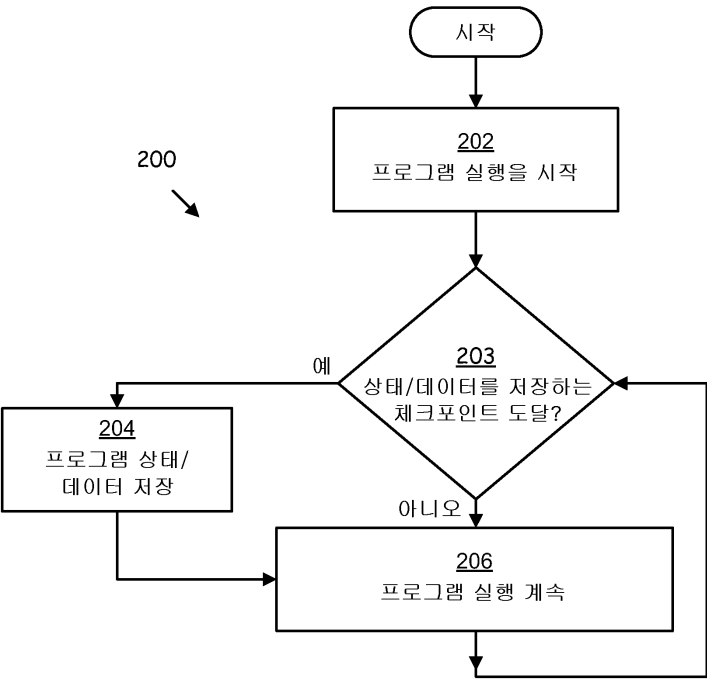 시작
200
202
프로그램 실행을 시작
203
상태/데이터를 저장하는
체크포인트 도달?
예
204
프로그램 상태/
데이터 저장
아니오
206
프로그램 실행 계속